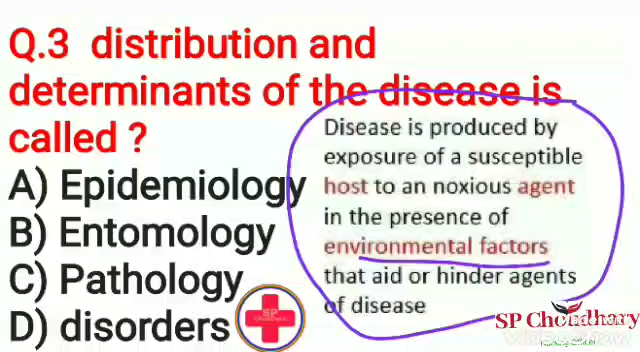 Q.3 distribution and
determinants of the disease is
called ?
A) Epidemiology
B) Entomology
C) Pathology
D) disorders
Disease is produced by
exposure of a susceptible
host to an noxious agent
in the presence of
environmental factors
that aid or hinder agents
of disease
SP
SP Choudhary